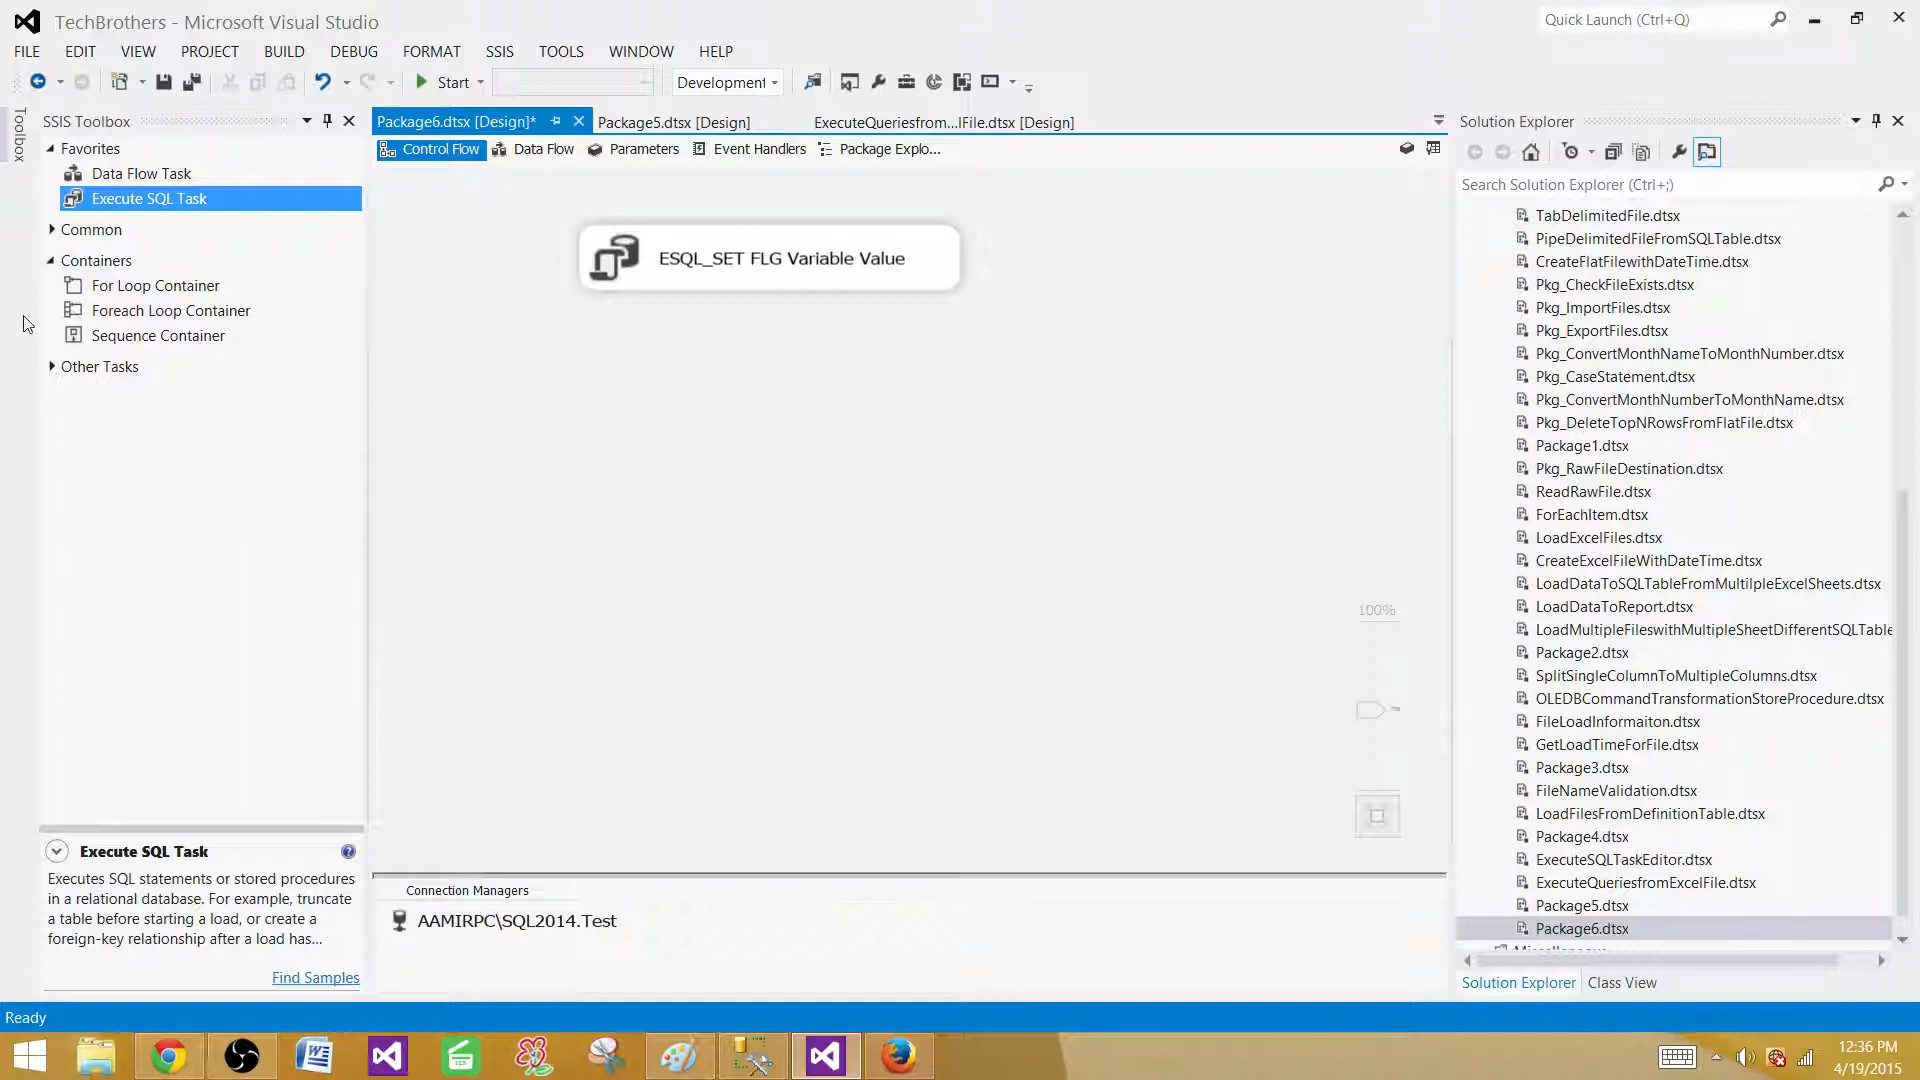 TechBrothers - Microsoft Visual Studio
Quick Launch (Ctrl+Q)
FILE EDIT VIEW PROJECT BUILD DEBUG FORMAT SSIS TOOLS WINDOW HELP
Start
Development
Toolbox
SSIS Toolbox
Favorites
Data Flow Task
Execute SQL Task
Common
Containers
For Loop Container
Foreach Loop Container
Sequence Container
Other Tasks
Execute SQL Task
Executes SQL statements or stored procedures
in a relational database. For example, truncate
a table before starting a load, or create a
foreign-key relationship after a load has...
Find Samples
Package6.dtsx [Design]* Package5.dtsx [Design] ExecuteQueriesfrom...lFile.dtsx [Design]
Control Flow Data Flow Parameters Event Handlers Package Explo...
ESQL_SET FLG Variable Value
100%
Connection Managers
AAMIRPC\SQL2014.Test
Solution Explorer
Search Solution Explorer (Ctrl+;)
TabDelimitedFile.dtsx
PipeDelimitedFileFromSQLTable.dtsx
CreateFlatFilewithDateTime.dtsx
Pkg_CheckFileExists.dtsx
Pkg_ImportFiles.dtsx
Pkg_ExportFiles.dtsx
Pkg_ConvertMonthNameToMonthNumber.dtsx
Pkg_CaseStatement.dtsx
Pkg_ConvertMonthNumberToMonthName.dtsx
Pkg_DeleteTopNRowsFromFlatFile.dtsx
Package1.dtsx
Pkg_RawFileDestination.dtsx
ReadRawFile.dtsx
ForEachItem.dtsx
LoadExcelFiles.dtsx
CreateExcelFileWithDateTime.dtsx
LoadDataToSQLTableFromMultilpleExcelSheets.dtsx
LoadDataToReport.dtsx
LoadMultipleFileswithMultipleSheetDifferentSQLTable
Package2.dtsx
SplitSingleColumnToMultipleColumns.dtsx
OLEDBCommandTransformationStoreProcedure.dtsx
FileLoadInformaiton.dtsx
GetLoadTimeForFile.dtsx
Package3.dtsx
FileNameValidation.dtsx
LoadFilesFromDefinitionTable.dtsx
Package4.dtsx
ExecuteSQLTaskEditor.dtsx
ExecuteQueriesfromExcelFile.dtsx
Package5.dtsx
Package6.dtsx
Solution Explorer Class View
Ready
12:36 PM
4/19/2015